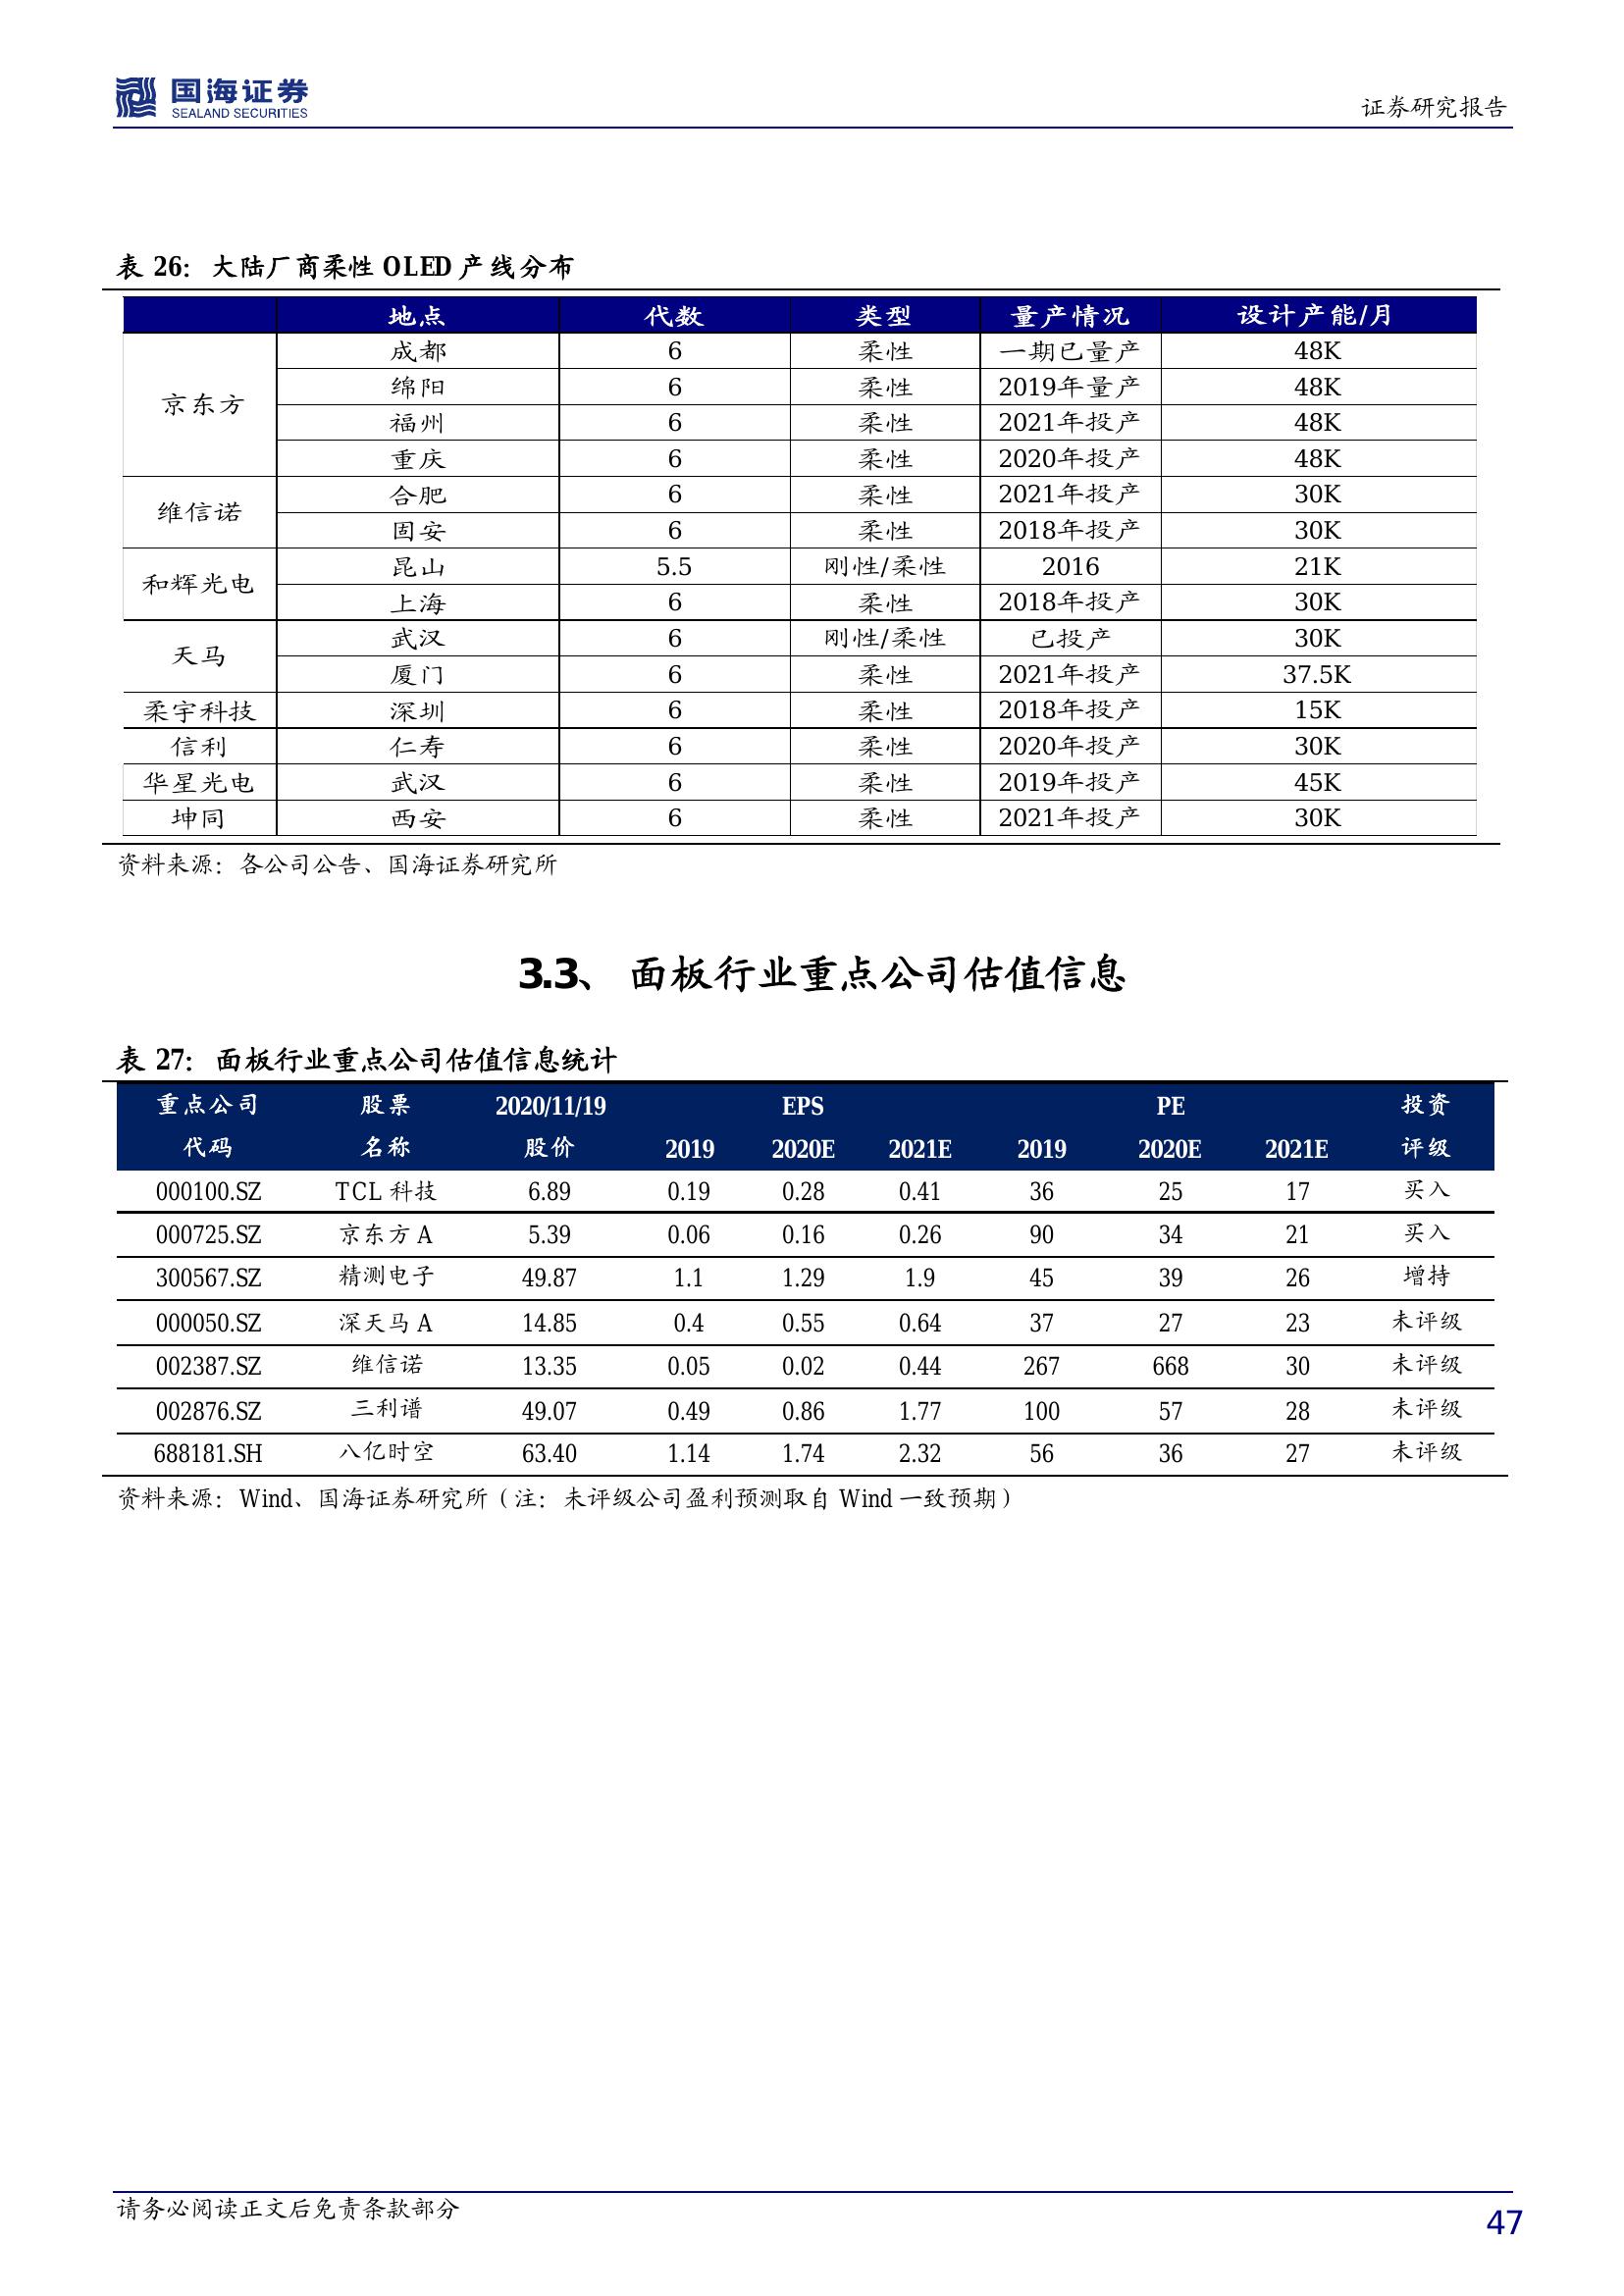 国海证券
SEALAND SECURITIES
证券研究报告
表 26：大陆厂商柔性 OLED 产线分布
地点 代数 类型 量产情况 设计产能/月
京东方 成都 6 柔性 一期已量产 48K
绵阳 6 柔性 2019年量产 48K
福州 6 柔性 2021年投产 48K
重庆 6 柔性 2020年投产 48K
维信诺 合肥 6 柔性 2021年投产 30K
固安 6 柔性 2018年投产 30K
和辉光电 昆山 5.5 刚性/柔性 2016 21K
上海 6 柔性 2018年投产 30K
天马 武汉 6 刚性/柔性 已投产 30K
厦门 6 柔性 2021年投产 37.5K
柔宇科技 深圳 6 柔性 2018年投产 15K
信利 仁寿 6 柔性 2020年投产 30K
华星光电 武汉 6 柔性 2019年投产 45K
坤同 西安 6 柔性 2021年投产 30K
资料来源：各公司公告、国海证券研究所
3.3、 面板行业重点公司估值信息
表 27：面板行业重点公司估值信息统计
重点公司 股票 2020/11/19 EPS PE 投资
代码 名称 股价 2019 2020E 2021E 2019 2020E 2021E 评级
000100.SZ TCL 科技 6.89 0.19 0.28 0.41 36 25 17 买入
000725.SZ 京东方 A 5.39 0.06 0.16 0.26 90 34 21 买入
300567.SZ 精测电子 49.87 1.1 1.29 1.9 45 39 26 增持
000050.SZ 深天马 A 14.85 0.4 0.55 0.64 37 27 23 未评级
002387.SZ 维信诺 13.35 0.05 0.02 0.44 267 668 30 未评级
002876.SZ 三利谱 49.07 0.49 0.86 1.77 100 57 28 未评级
688181.SH 八亿时空 63.40 1.14 1.74 2.32 56 36 27 未评级
资料来源：Wind、国海证券研究所（注：未评级公司盈利预测取自 Wind 一致预期）
请务必阅读正文后免责条款部分
47